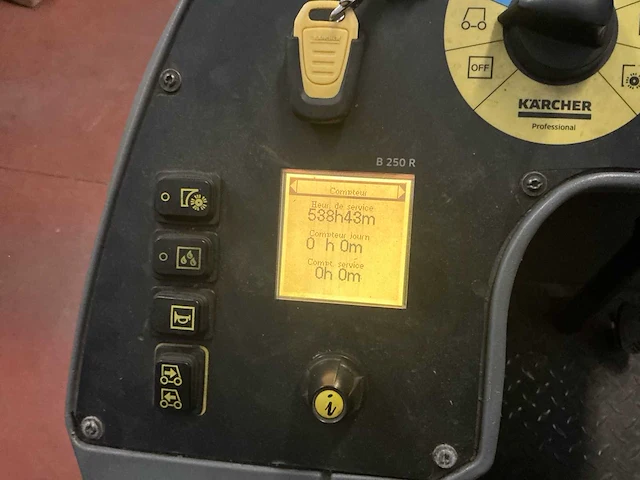 OFF
KÄRCHER
Professional
B 250 R
Compteur
Heur. de service
538h43m
Compteur journ
0 h 0m
Compt. service
0h 0m
i